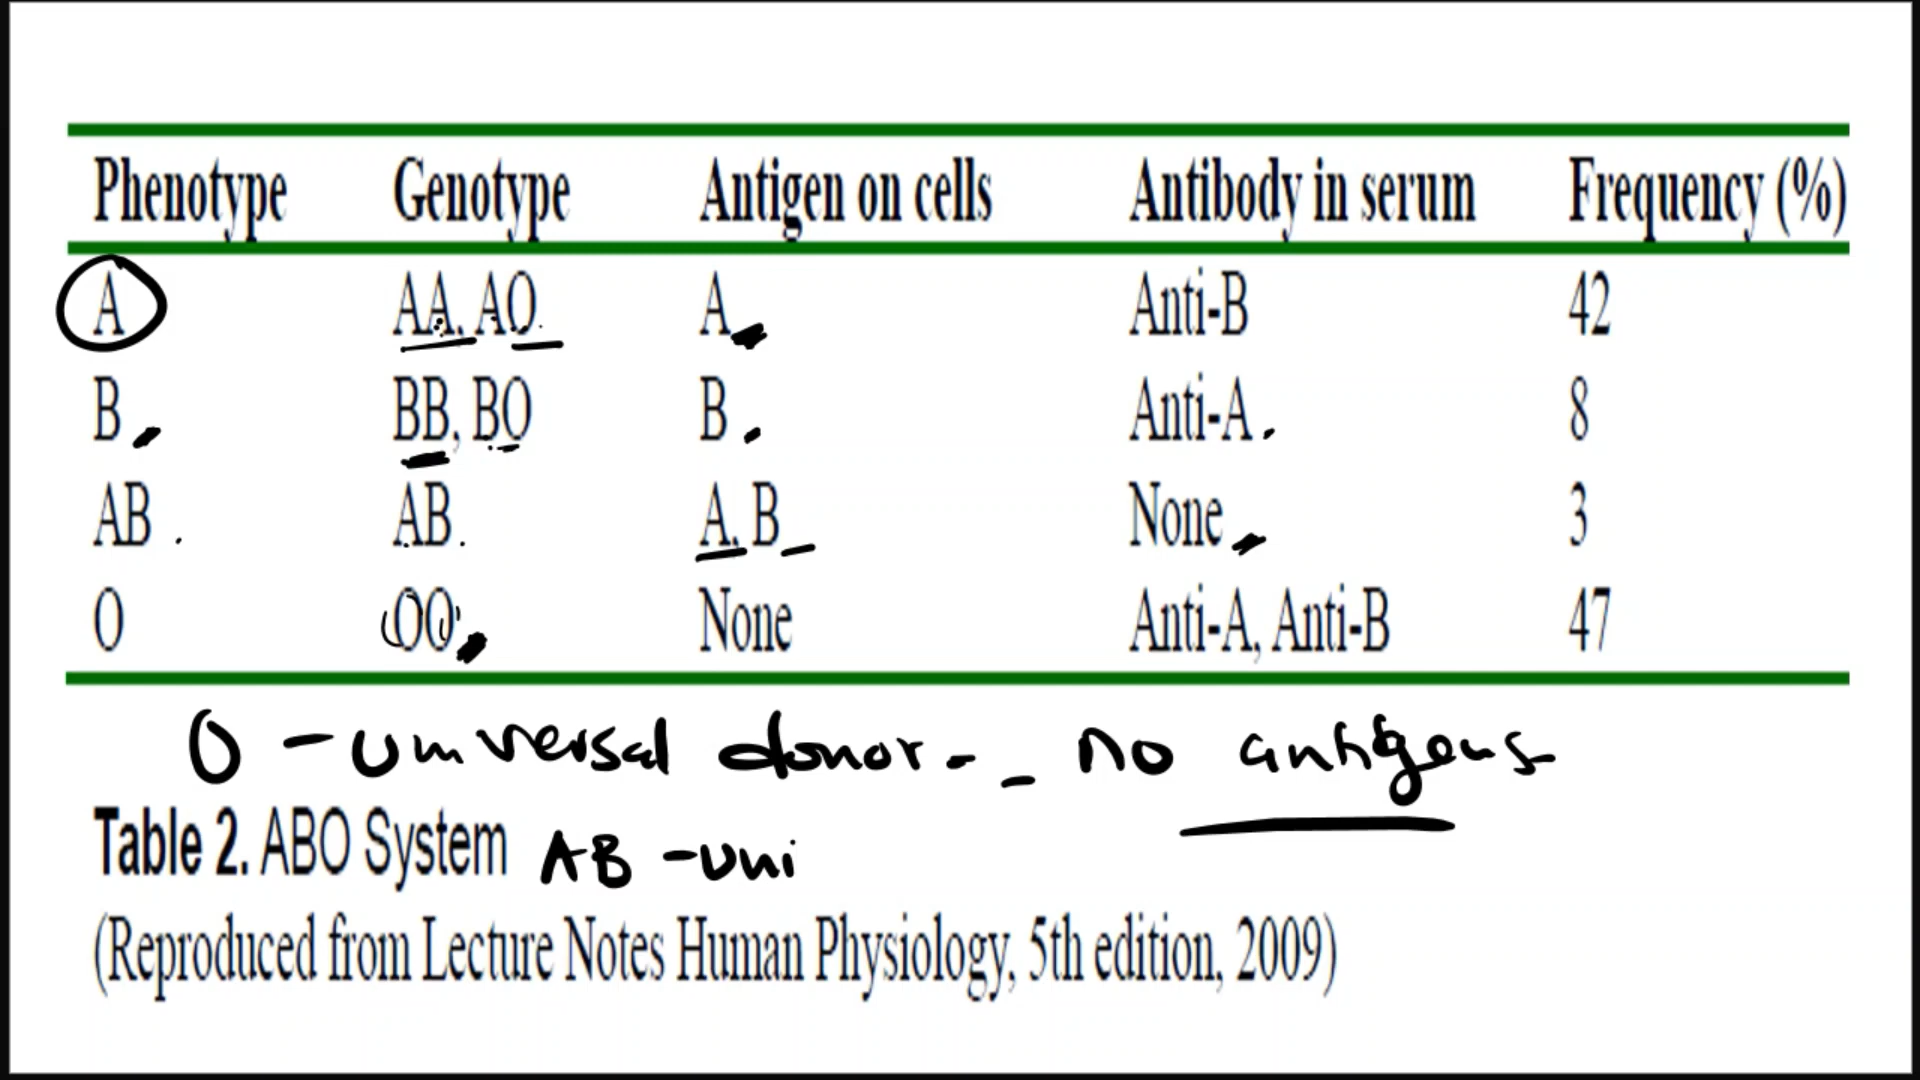 Phenotype Genotype Antigen on cells Antibody in serum Frequency (%)
A AA, AO A Anti-B 42
B BB, BO B Anti-A 8
AB AB A, B None 3
O OO None Anti-A, Anti-B 47
O - universal donor - - no antigens
Table 2. ABO System AB - uni
(Reproduced from Lecture Notes Human Physiology, 5th edition, 2009)